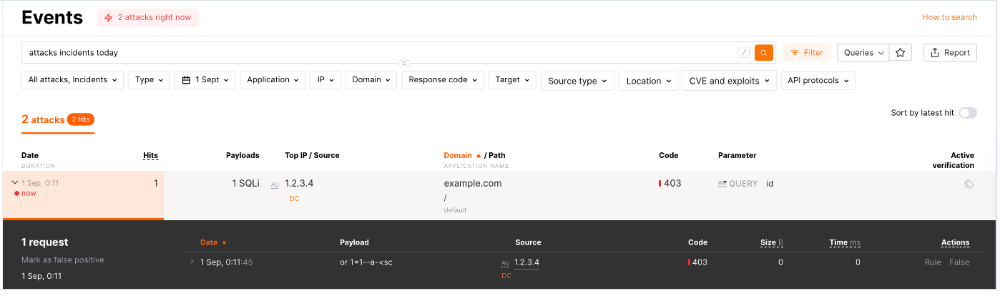 Events
2 attacks right now
How to search
attacks incidents today
/
Filter
Queries
Report
All attacks, Incidents
Type
1 Sept
Application
IP
Domain
Response code
Target
Source type
Location
CVE and exploits
API protocols
2 attacks 2 hits
Sort by latest hit
Date
DURATION
Hits
Payloads
Top IP / Source
Domain ▲ / Path
APPLICATION NAME
Code
Parameter
Active
verification
1 Sep, 0:11
now
1
1 SQLi
AU 1.2.3.4
DC
example.com
/
default
403
QUERY id
1 request
Mark as false positive
1 Sep, 0:11
Date ▼
Payload
Source
Code
Size B
Time ms
Actions
1 Sep, 0:11:45
or 1=1--a-<sc
AU 1.2.3.4
DC
403
0
0
Rule False